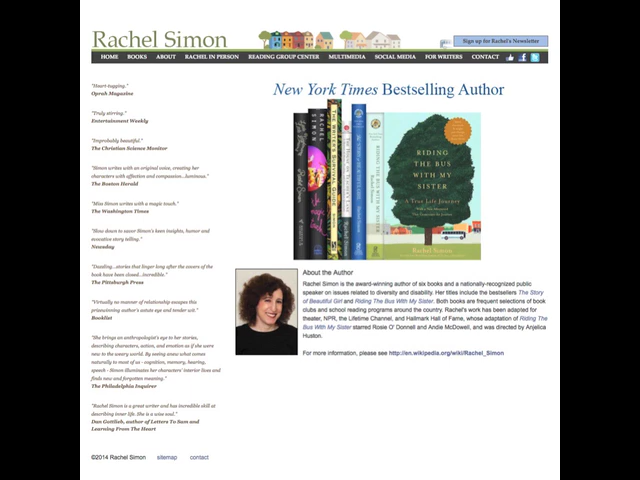 Rachel Simon
Sign up for Rachel's Newsletter
HOME BOOKS ABOUT RACHEL IN PERSON READING GROUP CENTER MULTIMEDIA SOCIAL MEDIA FOR WRITERS CONTACT
"Heart-tugging."
Oprah Magazine
"Truly stirring."
Entertainment Weekly
"Improbably beautiful."
The Christian Science Monitor
"Simon writes with an original voice, creating her
characters with affection and compassion...luminous."
The Boston Herald
"Miss Simon writes with a magic touch."
The Washington Times
"Slow down to savor Simon's keen insights, humor and
evocative story telling."
Newsday
"Dazzling...stories that linger long after the covers of the
book have been closed...incredible."
The Pittsburg Press
"Virtually no manner of relationship escapes this
prizewinning author's astute eye and tender wit."
Booklist
"She brings an anthropologist's eye to her stories,
describing characters, action, and emotion as if she were
new to the weary world. By seeing anew what comes
naturally to most of us - cognition, memory, hearing,
speech - Simon illuminates her characters' interior lives and
finds new and forgotten meaning."
The Philadelphia Inquirer
"Rachel Simon is a great writer and has incredible skill at
describing inner life. She is a wise soul."
Dan Gottlieb, author of Letters To Sam and
Learning From The Heart
New York Times Bestselling Author
RACHEL SIMON
THE WRITER'S SURVIVAL GUIDE
RIDING THE BUS WITH MY SISTER
RIDING
THE BUS
WITH MY
SISTER
A True Life Journey
Rachel Simon
About the Author
Rachel Simon is the award-winning author of six books and a nationally-recognized public
speaker on issues related to diversity and disability. Her titles include the bestsellers The Story
of Beautiful Girl and Riding The Bus With My Sister. Both books are frequent selections of book
clubs and school reading programs around the country. Rachel's work has been adapted for
theater, NPR, the Lifetime Channel, and Hallmark Hall of Fame, whose adaptation of Riding
The Bus With My Sister starred Rosie O' Donnell and Andie McDowell, and was directed by Anjelica
Huston.
For more information, please see http://en.wikipedia.org/wiki/Rachel_Simon
©2014 Rachel Simon sitemap contact